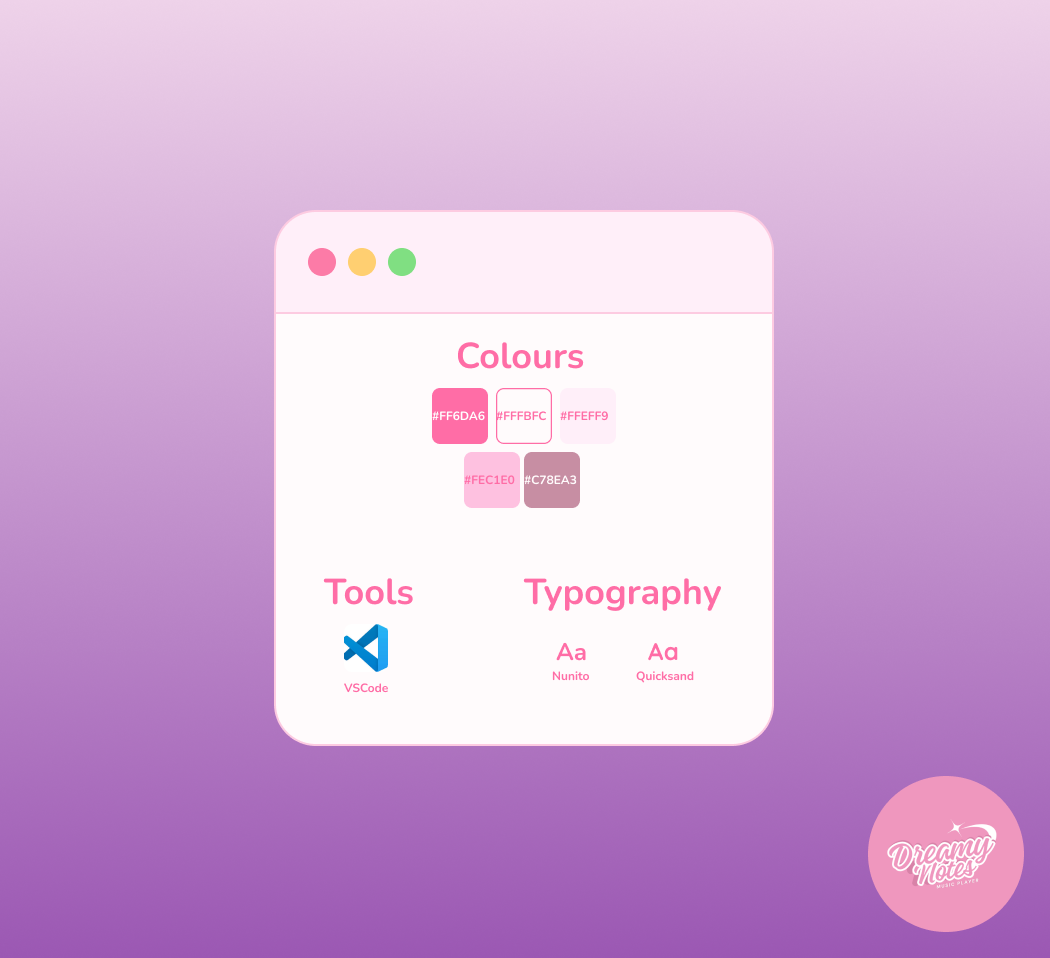 Colours
#FF6DA6 #FFFBFC #FFEFF9
#FEC1E0 #C78EA3
Tools
VSCode
Typography
Aa Aa
Nunito Quicksand
Dreamy
Notes
MUSIC PLAYER